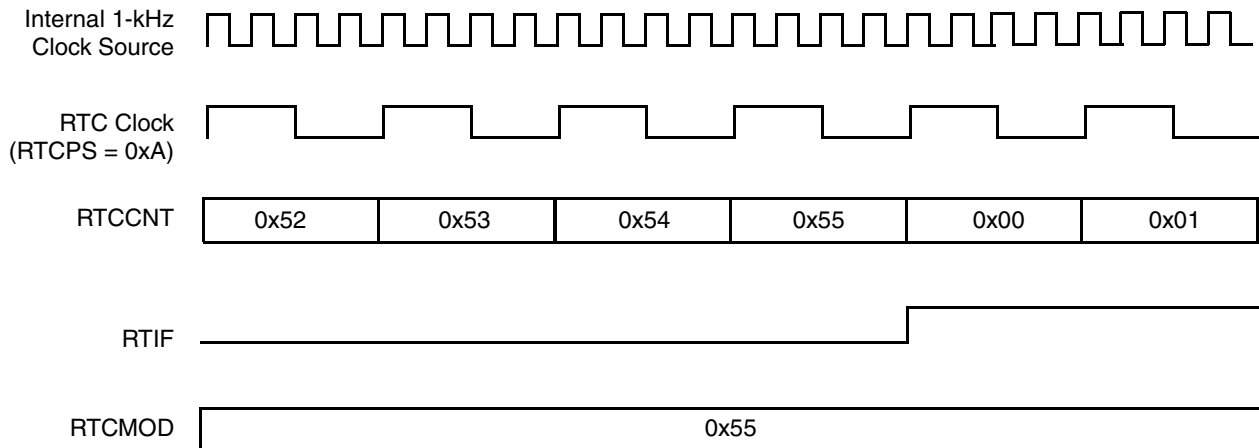 Internal 1-kHz
Clock Source
RTC Clock
(RTCPS = 0xA)
RTCCNT 0x52 0x53 0x54 0x55 0x00 0x01
RTIF
RTCMOD 0x55